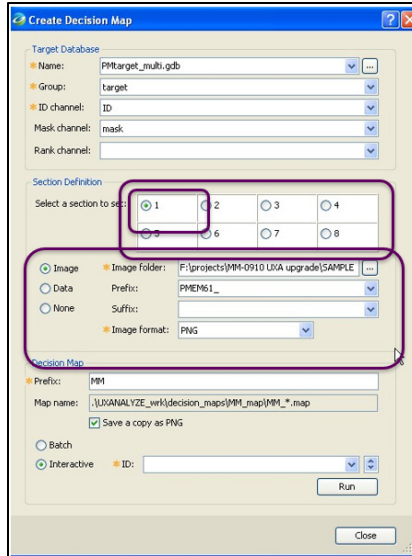 Create Decision Map
Target Database
*Name: PMtarget_multi.gdb ...
*Group: target
*ID channel: ID
Mask channel: mask
Rank channel:
Section Definition
Select a section to set: 1 2 3 4
5 6 7 8
Image *Image folder: F:\projects\MM-0910 UXA upgrade\SAMPLE ...
Data Prefix: PMEM61_
None Suffix:
*Image format: PNG
Decision Map
*Prefix: MM
Map name: .\UXANALYZE_wrk\decision_maps\MM_map\MM_*.map
Save a copy as PNG
Batch
Interactive *ID:
Run
Close